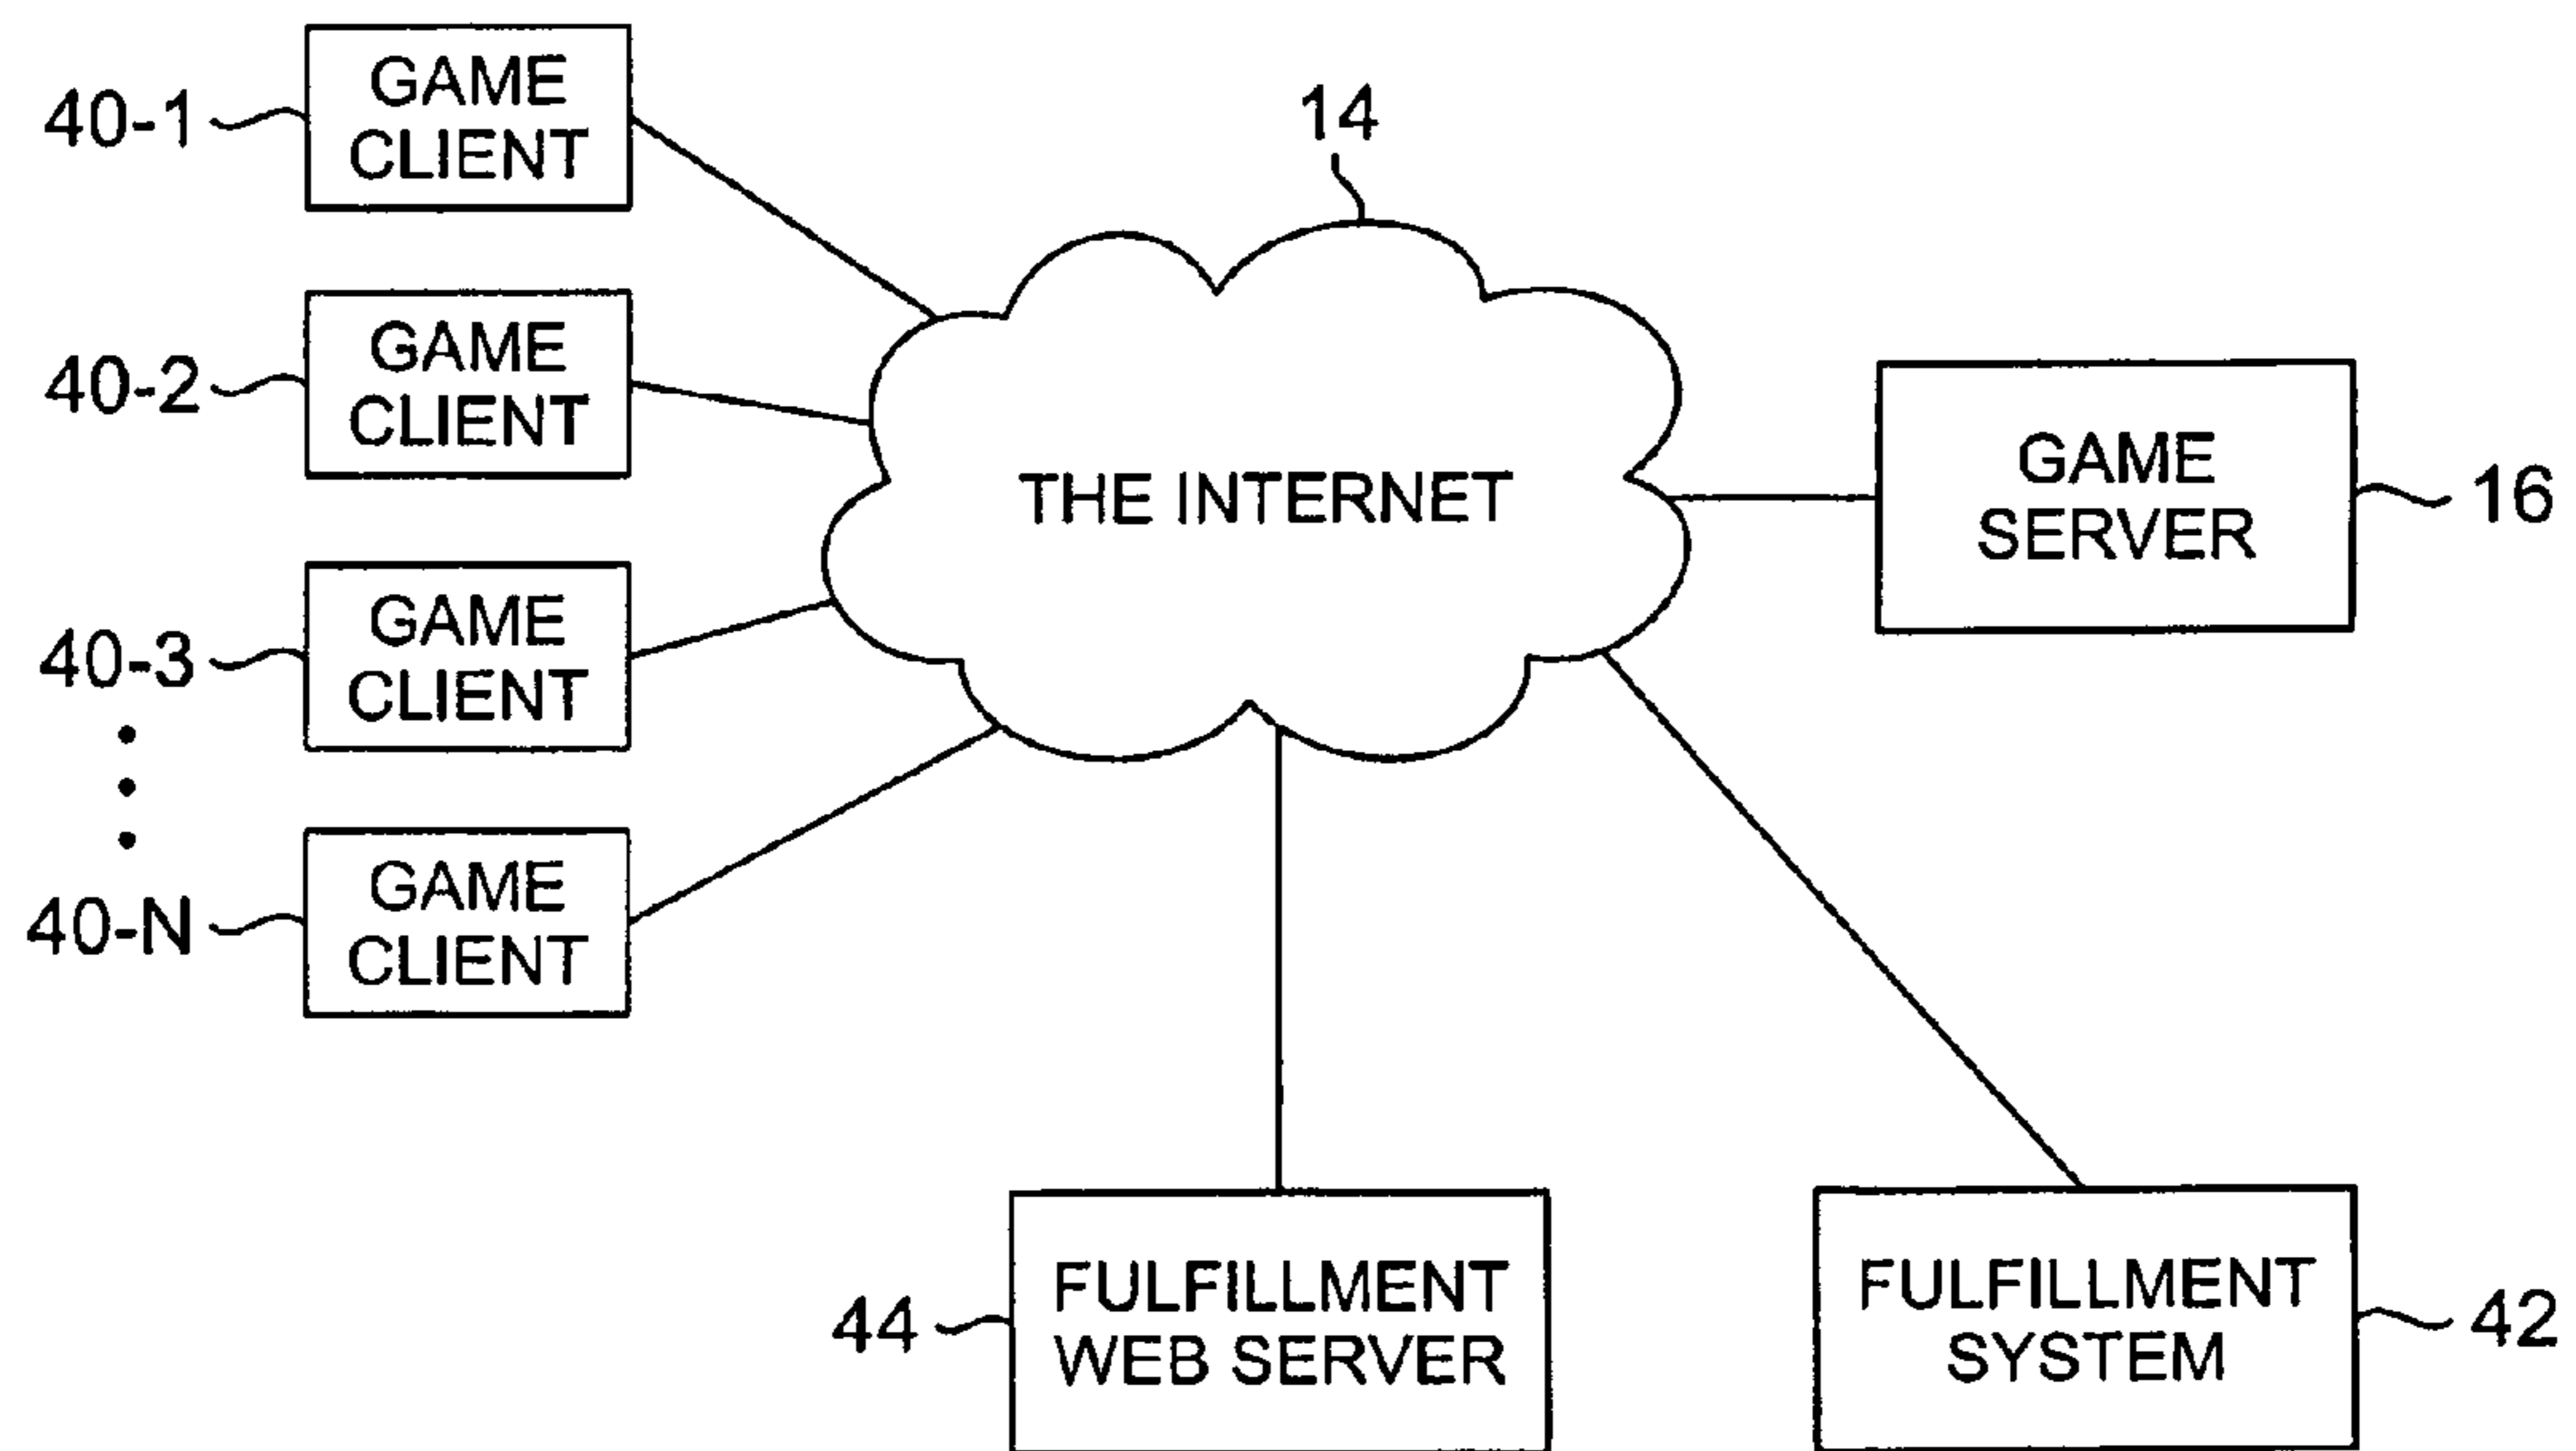 40-1
GAME
CLIENT
14
40-2
GAME
CLIENT
THE INTERNET
GAME
SERVER
16
40-3
GAME
CLIENT
40-N
GAME
CLIENT
44
FULFILLMENT
WEB SERVER
FULFILLMENT
SYSTEM
42